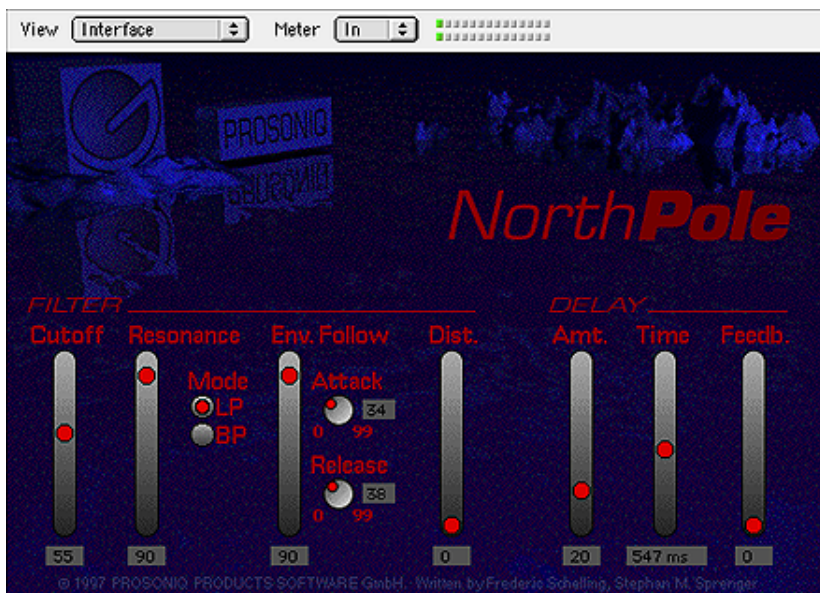 View Interface Meter In
PROSONIQ
NorthPole
FILTER DELAY
Cutoff Resonance Env. Follow Dist. Amt. Time Feedb.
Mode Attack
LP 34
BP 0 99
Release
38
0 99
55 90 90 0 20 547 ms 0
© 1997 PROSONIQ PRODUCTS SOFTWARE GmbH. Written by Frederic Schelling, Stephan M. Sprenger